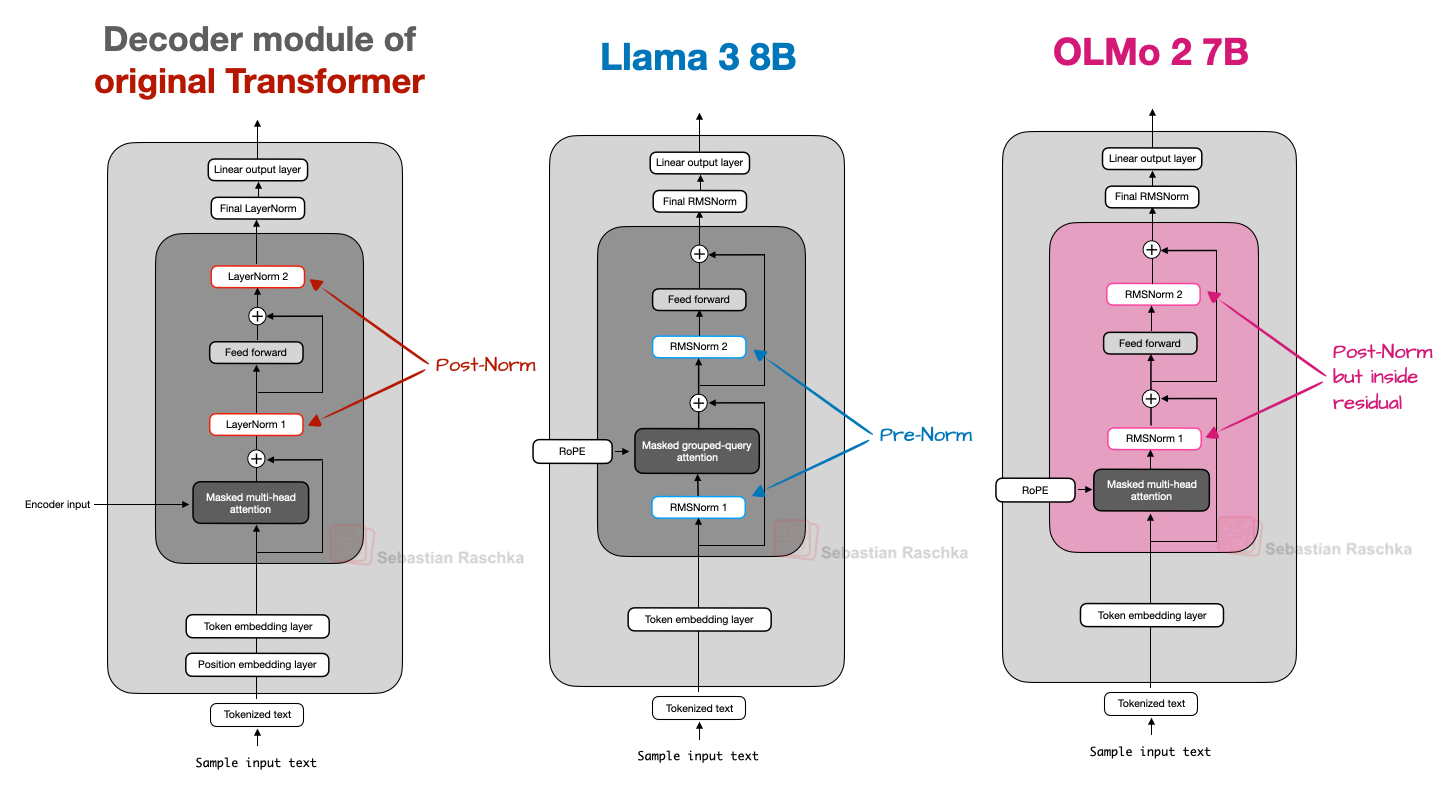 Decoder module of
original Transformer
Linear output layer
Final LayerNorm
LayerNorm 2
Feed forward
LayerNorm 1
Post-Norm
Masked multi-head
attention
Encoder input
Sebastian Raschka
Token embedding layer
Position embedding layer
Tokenized text
Sample input text
Llama 3 8B
Linear output layer
Final RMSNorm
Feed forward
RMSNorm 2
Masked grouped-query
attention
RoPE
Pre-Norm
RMSNorm 1
Sebastian Raschka
Token embedding layer
Tokenized text
Sample input text
OLMo 2 7B
Linear output layer
Final RMSNorm
RMSNorm 2
Feed forward
Post-Norm
but inside
residual
RMSNorm 1
Masked multi-head
attention
RoPE
Sebastian Raschka
Token embedding layer
Tokenized text
Sample input text